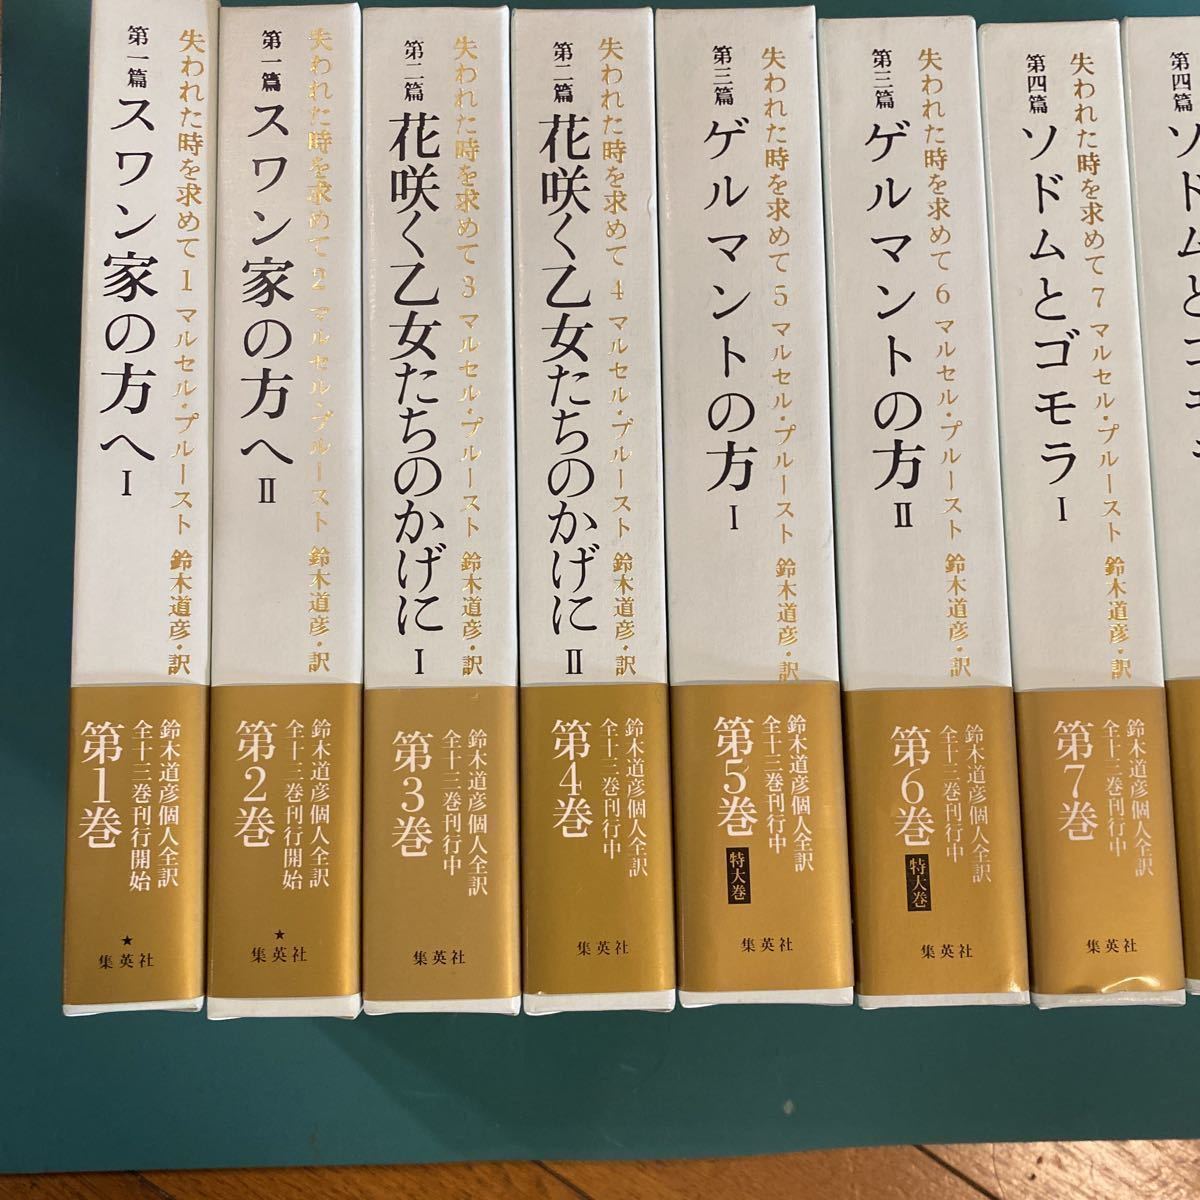 失われた時を求めて 1 マルセル・プルースト 鈴木道彦・訳
第一篇 スワン家の方へ I
鈴木道彦個人全訳
全十三巻刊行開始
第1巻
★
集英社
失われた時を求めて 2 マルセル・プルースト 鈴木道彦・訳
第一篇 スワン家の方へ II
鈴木道彦個人全訳
全十三巻刊行開始
第2巻
★
集英社
失われた時を求めて 3 マルセル・プルースト 鈴木道彦・訳
第二篇 花咲く乙女たちのかげに I
鈴木道彦個人全訳
全十三巻刊行中
第3巻
集英社
失われた時を求めて 4 マルセル・プルースト 鈴木道彦・訳
第二篇 花咲く乙女たちのかげに II
鈴木道彦個人全訳
全十三巻刊行中
第4巻
集英社
失われた時を求めて 5 マルセル・プルースト 鈴木道彦・訳
第三篇 ゲルマントの方 I
鈴木道彦個人全訳
全十三巻刊行中
第5巻 特大巻
集英社
失われた時を求めて 6 マルセル・プルースト 鈴木道彦・訳
第三篇 ゲルマントの方 II
鈴木道彦個人全訳
全十三巻刊行中
第6巻 特大巻
集英社
失われた時を求めて 7 マルセル・プルースト 鈴木道彦・訳
第四篇 ソドムとゴモラ I
鈴木道彦個人全訳
全十三巻刊行中
第7巻
集英社
第四篇